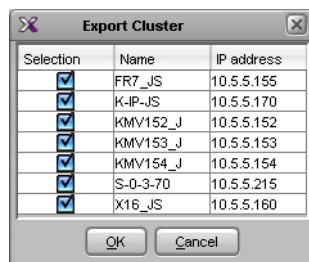 Export Cluster
Selection Name IP address
FR7_JS 10.5.5.155
K-IP-JS 10.5.5.170
KMV152_J 10.5.5.152
KMV153_J 10.5.5.153
KMV154_J 10.5.5.154
S-0-3-70 10.5.5.215
X16_JS 10.5.5.160
OK Cancel